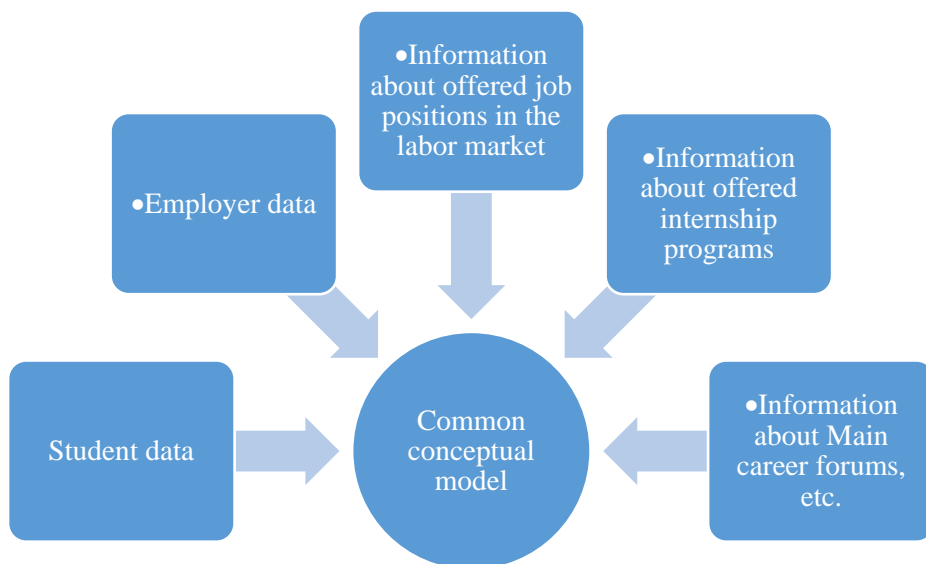 •Information
about offered job
positions in the
labor market
•Employer data
•Information
about offered
internship
programs
Student data
Common
conceptual
model
•Information
about Main
career forums,
etc.